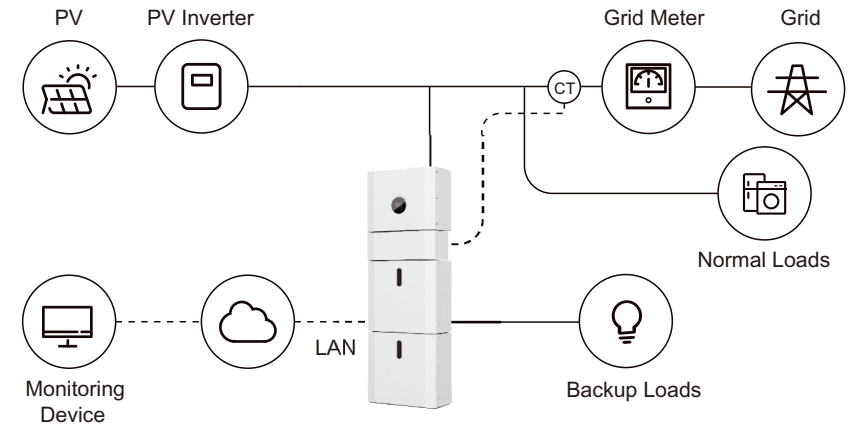 PV
PV Inverter
Grid Meter
Grid
CT
Normal Loads
LAN
Monitoring
Device
Backup Loads